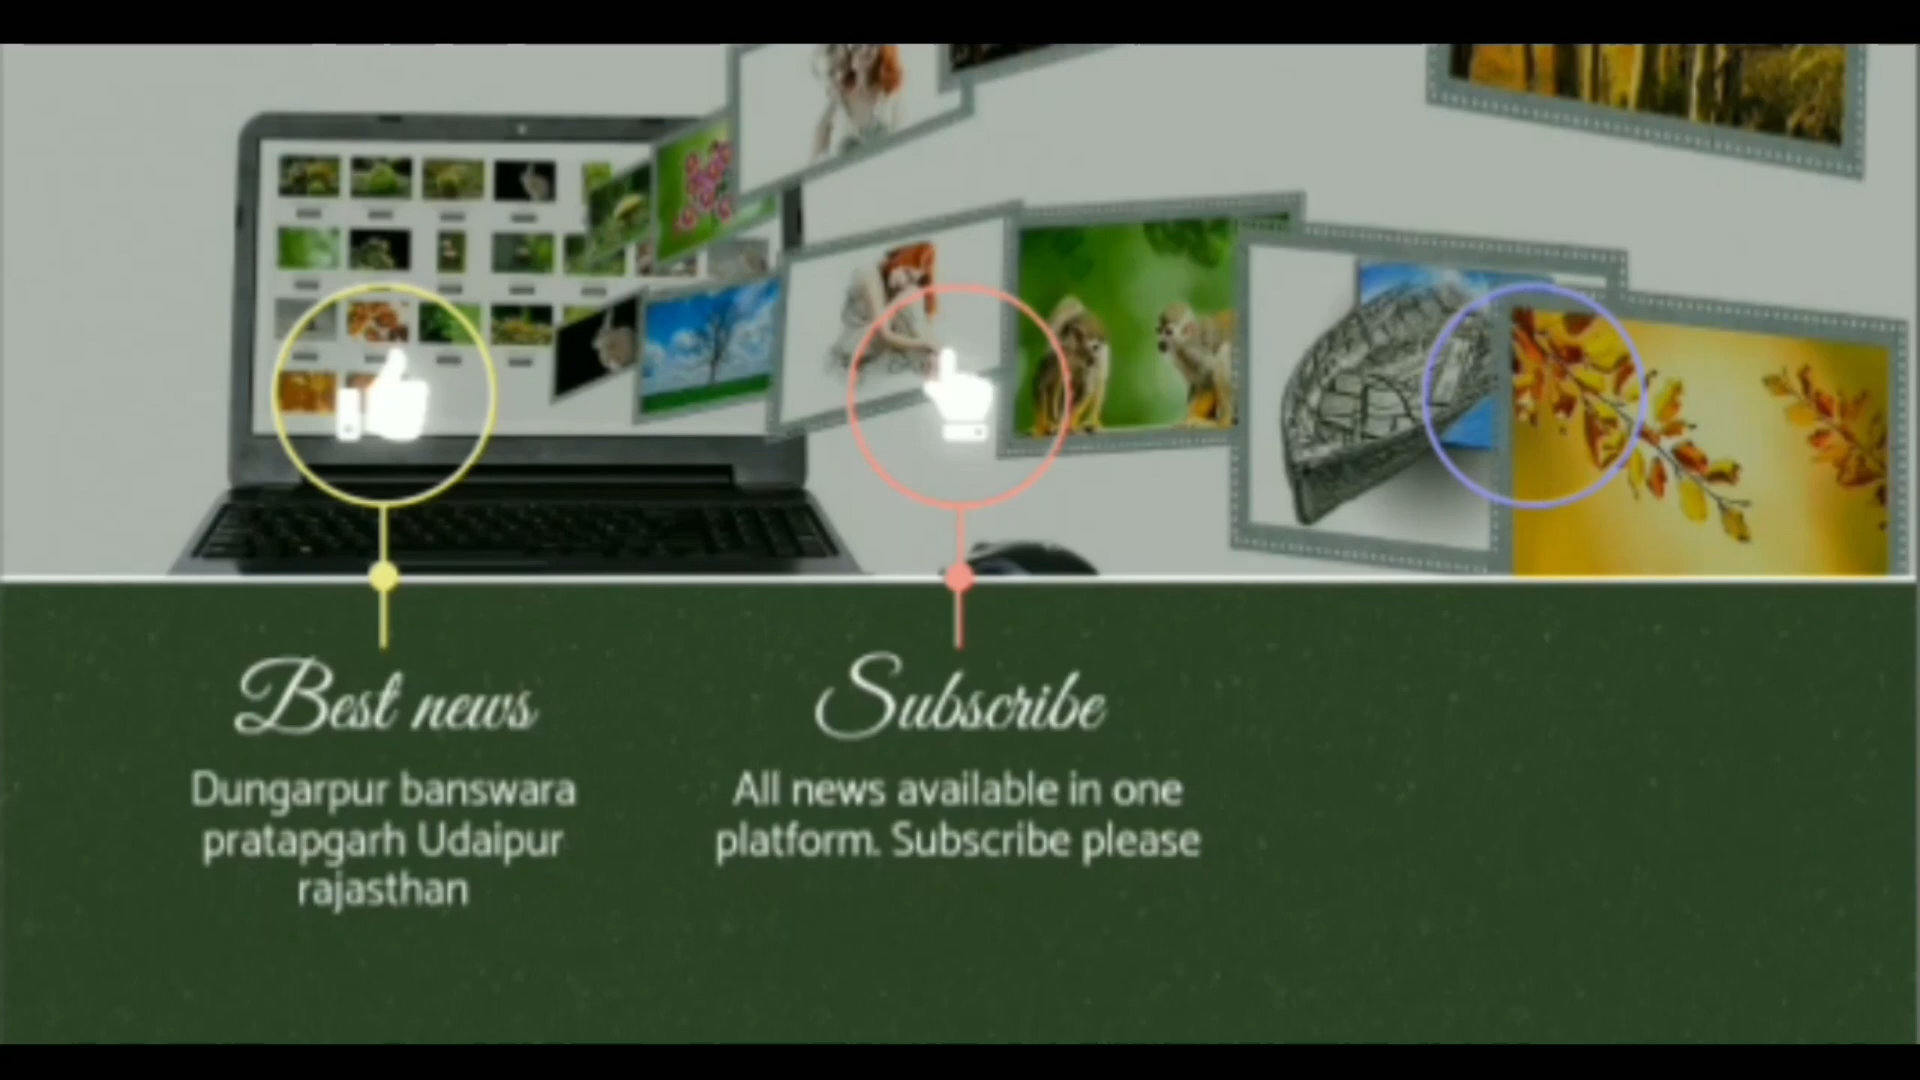 Best news
Dungarpur banswara
pratapgarh Udaipur
rajasthan
Subscribe
All news available in one
platform. Subscribe please